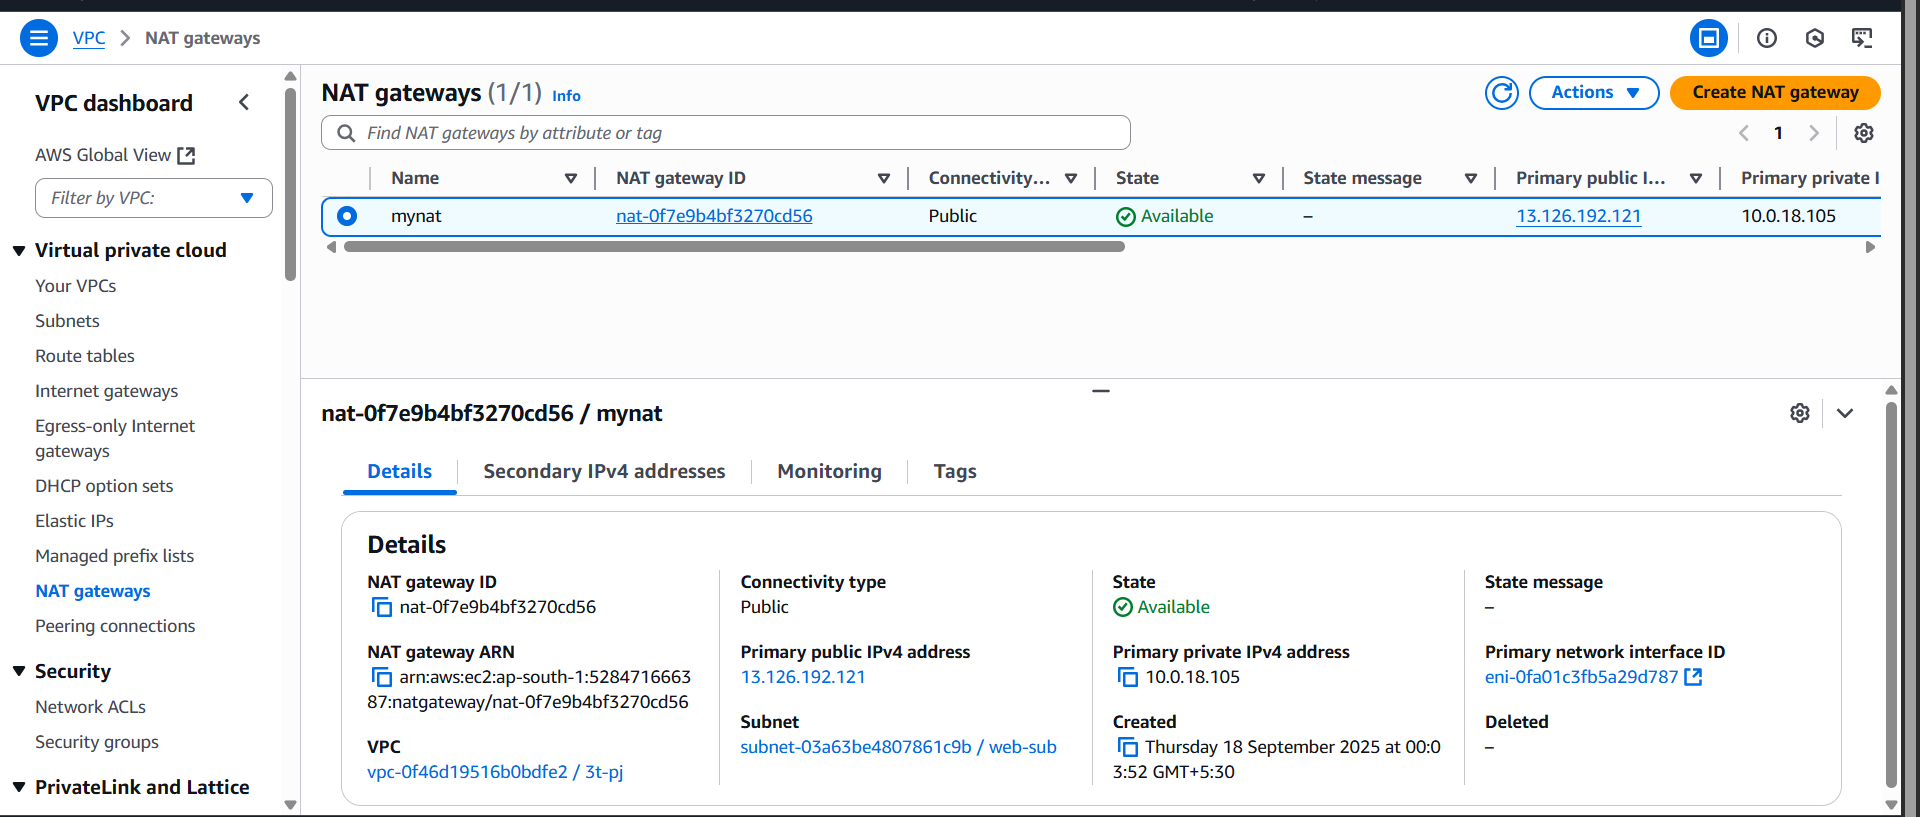 VPC > NAT gateways
VPC dashboard
AWS Global View
Filter by VPC:
Virtual private cloud
Your VPCs
Subnets
Route tables
Internet gateways
Egress-only Internet
gateways
DHCP option sets
Elastic IPs
Managed prefix lists
NAT gateways
Peering connections
Security
Network ACLs
Security groups
PrivateLink and Lattice
NAT gateways (1/1) Info
Actions
Create NAT gateway
Find NAT gateways by attribute or tag
1
Name NAT gateway ID Connectivity... State State message Primary public I... Primary private I
mynat nat-0f7e9b4bf3270cd56 Public Available – 13.126.192.121 10.0.18.105
nat-0f7e9b4bf3270cd56 / mynat
Details Secondary IPv4 addresses Monitoring Tags
Details
NAT gateway ID
nat-0f7e9b4bf3270cd56
NAT gateway ARN
arn:aws:ec2:ap-south-1:5284716663
87:natgateway/nat-0f7e9b4bf3270cd56
VPC
vpc-0f46d19516b0bdfe2 / 3t-pj
Connectivity type
Public
Primary public IPv4 address
13.126.192.121
Subnet
subnet-03a63be4807861c9b / web-sub
State
Available
Primary private IPv4 address
10.0.18.105
Created
Thursday 18 September 2025 at 00:0
3:52 GMT+5:30
State message
–
Primary network interface ID
eni-0fa01c3fb5a29d787
Deleted
–